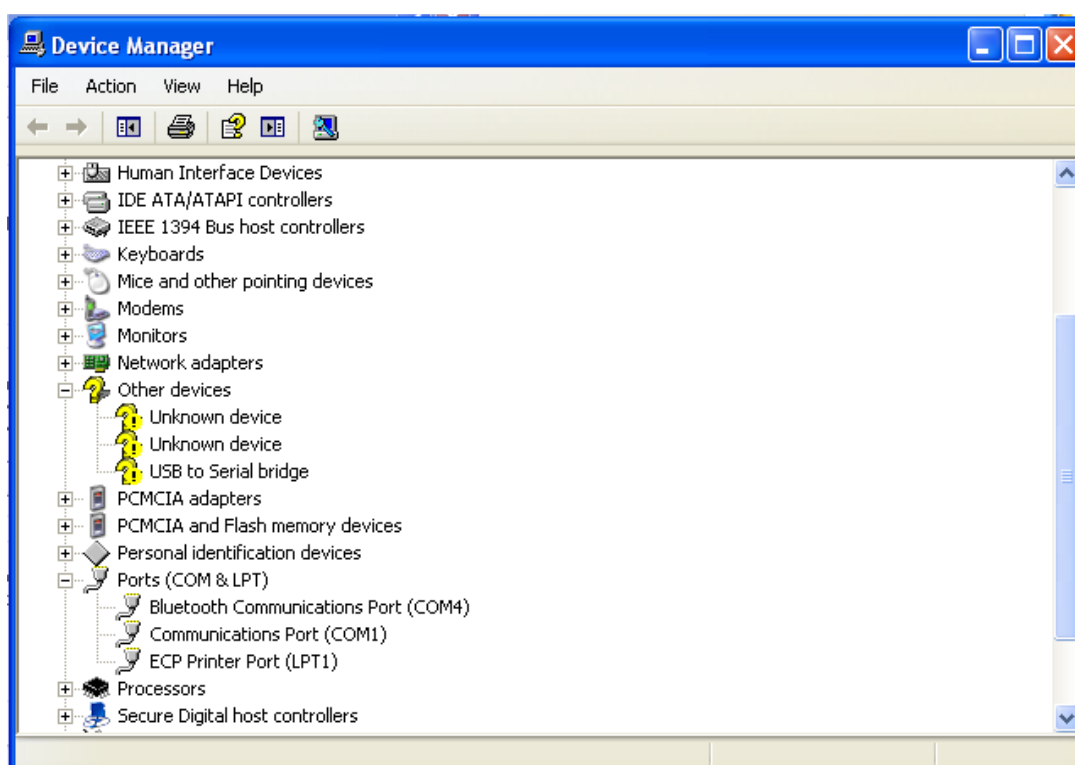 Device Manager
File Action View Help
Human Interface Devices
IDE ATA/ATAPI controllers
IEEE 1394 Bus host controllers
Keyboards
Mice and other pointing devices
Modems
Monitors
Network adapters
Other devices
Unknown device
Unknown device
USB to Serial bridge
PCMCIA adapters
PCMCIA and Flash memory devices
Personal identification devices
Ports (COM & LPT)
Bluetooth Communications Port (COM4)
Communications Port (COM1)
ECP Printer Port (LPT1)
Processors
Secure Digital host controllers